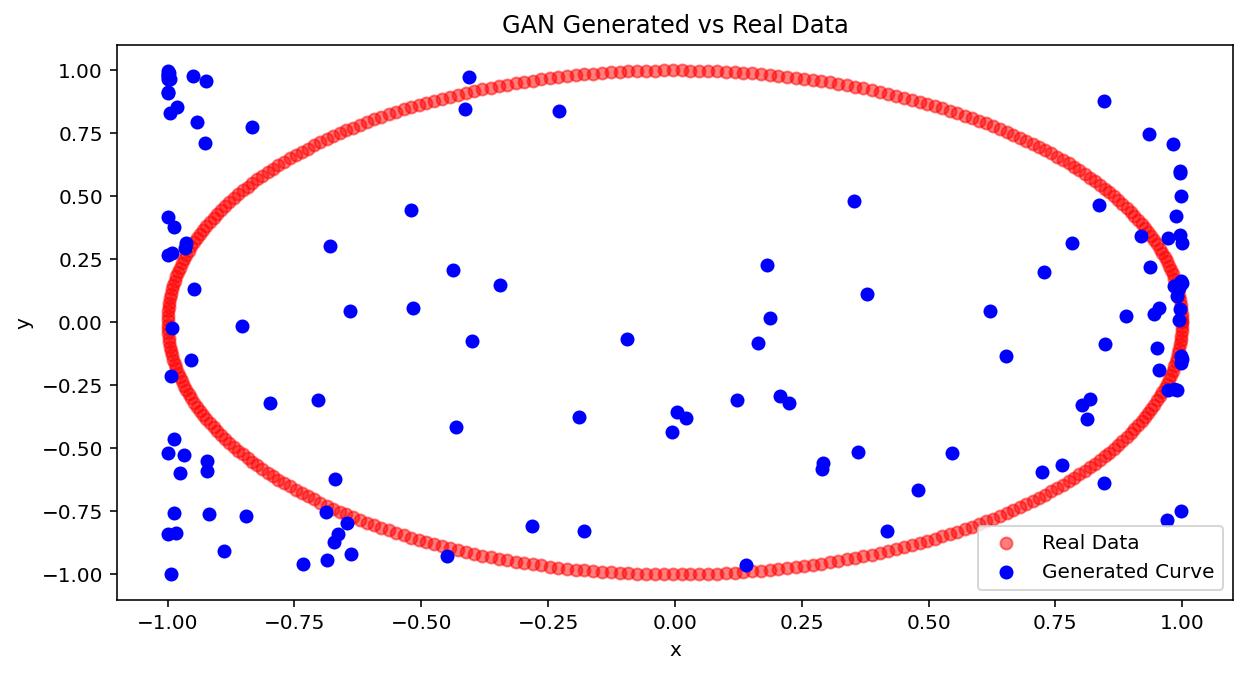 GAN Generated vs Real Data
1.00
0.75
0.50
0.25
0.00
−0.25
−0.50
−0.75
−1.00
y
Real Data
Generated Curve
−1.00 −0.75 −0.50 −0.25 0.00 0.25 0.50 0.75 1.00
x